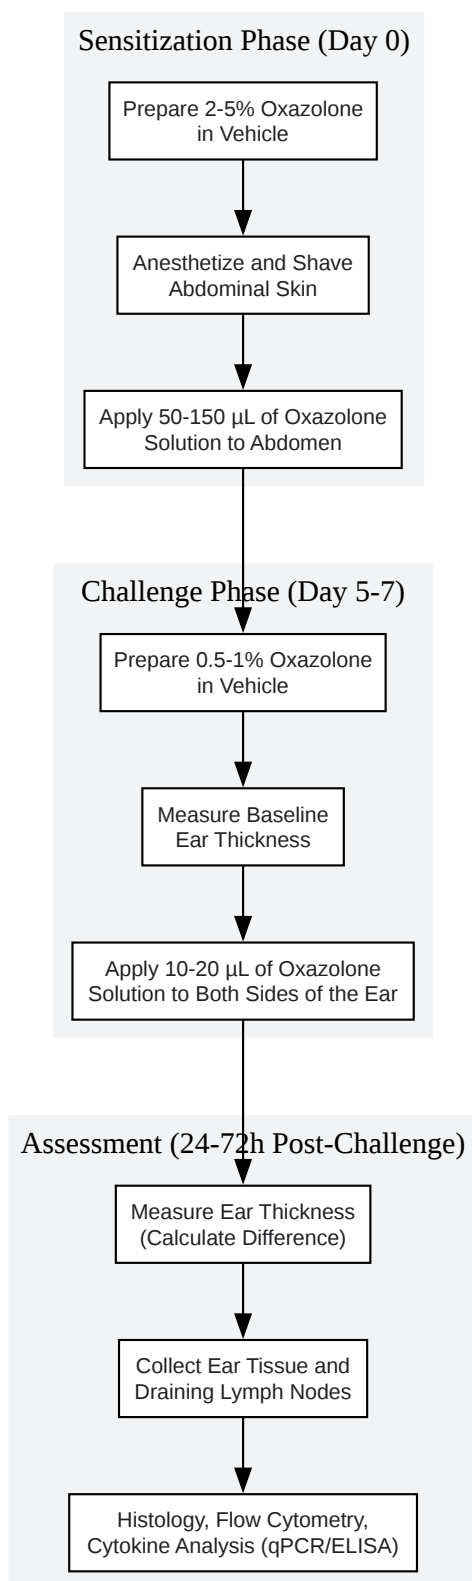 Sensitization Phase (Day 0)
Prepare 2-5% Oxazolone
in Vehicle
Anesthetize and Shave
Abdominal Skin
Apply 50-150 µL of Oxazolone
Solution to Abdomen
Challenge Phase (Day 5-7)
Prepare 0.5-1% Oxazolone
in Vehicle
Measure Baseline
Ear Thickness
Apply 10-20 µL of Oxazolone
Solution to Both Sides of the Ear
Assessment (24-72h Post-Challenge)
Measure Ear Thickness
(Calculate Difference)
Collect Ear Tissue and
Draining Lymph Nodes
Histology, Flow Cytometry,
Cytokine Analysis (qPCR/ELISA)